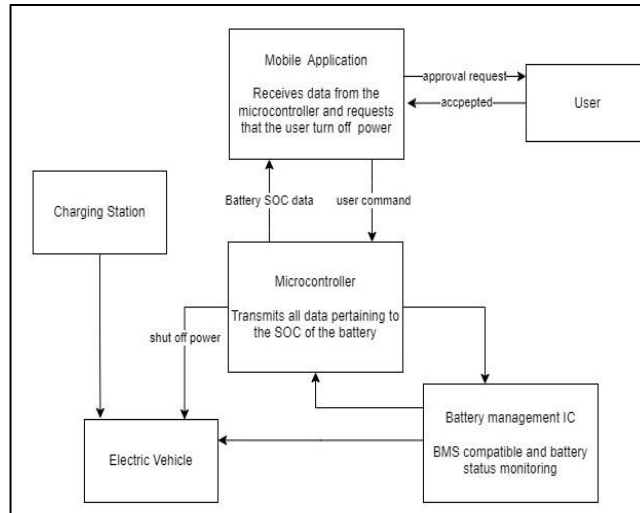 Mobile Application
Receives data from the
microcontroller and requests
that the user turn off power
approval request
accpepted
User
Charging Station
Battery SOC data
user command
Microcontroller
Transmits all data pertaining to
the SOC of the battery
shut off power
Electric Vehicle
Battery management IC
BMS compatible and battery
status monitoring